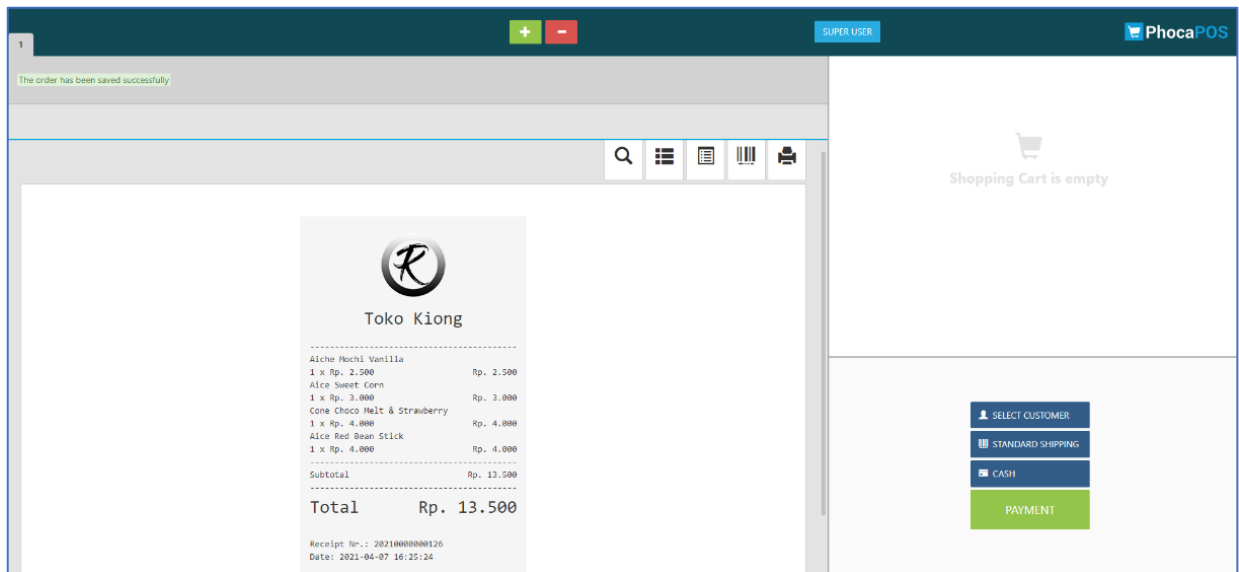 1
+ -
SUPER USER
PhocaPOS
The order has been saved successfully
Shopping Cart is empty
Toko Kiong
----------------------------------------
Aiche Mochi Vanilla
1 x Rp. 2.500 Rp. 2.500
Aice Sweet Corn
1 x Rp. 3.000 Rp. 3.000
Cone Choco Melt & Strawberry
1 x Rp. 4.000 Rp. 4.000
Aice Red Bean Stick
1 x Rp. 4.000 Rp. 4.000
----------------------------------------
Subtotal Rp. 13.500
----------------------------------------
Total Rp. 13.500
Receipt Nr.: 20210000000126
Date: 2021-04-07 16:25:24
SELECT CUSTOMER
STANDARD SHIPPING
CASH
PAYMENT